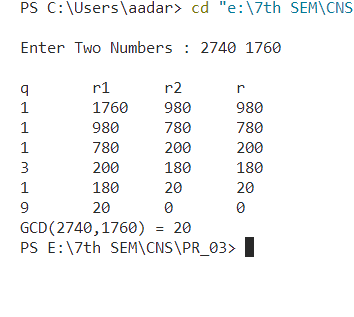 PS C:\Users\aadar> cd "e:\7th SEM\CNS
Enter Two Numbers : 2740 1760
q r1 r2 r
1 1760 980 980
1 980 780 780
1 780 200 200
3 200 180 180
1 180 20 20
9 20 0 0
GCD(2740,1760) = 20
PS E:\7th SEM\CNS\PR_03>